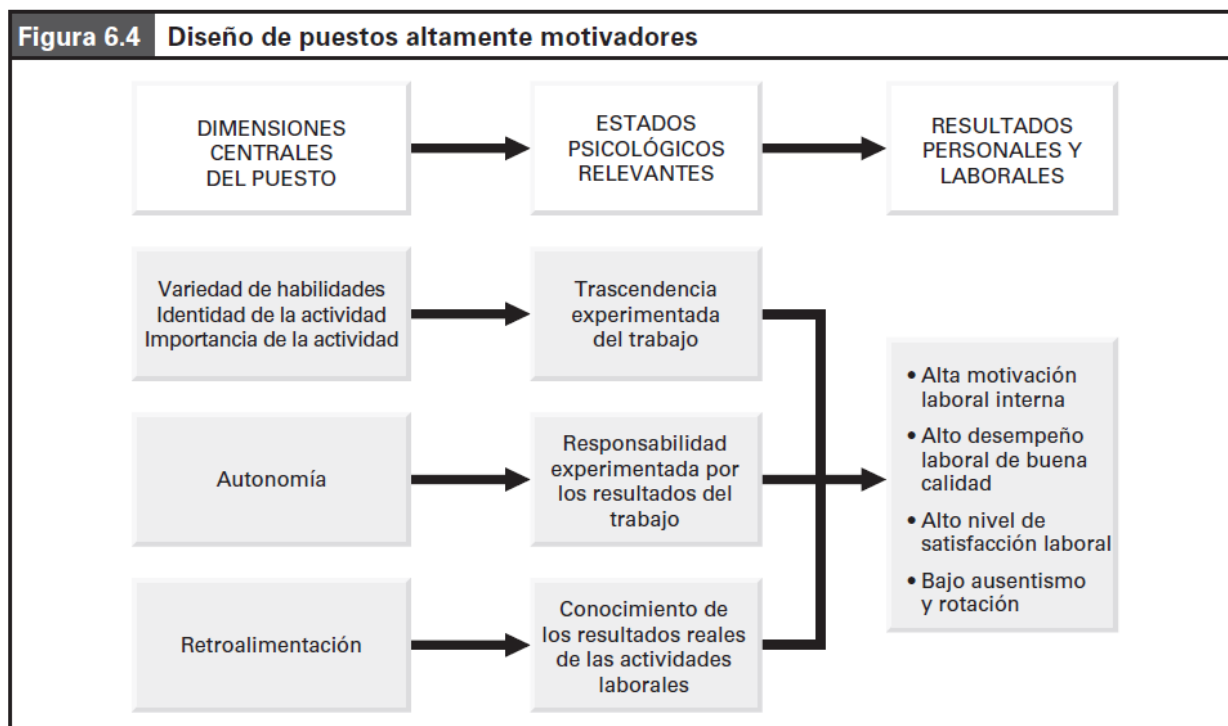 Figura 6.4 Diseño de puestos altamente motivadores
DIMENSIONES
CENTRALES
DEL PUESTO
ESTADOS
PSICOLÓGICOS
RELEVANTES
RESULTADOS
PERSONALES Y
LABORALES
Variedad de habilidades
Identidad de la actividad
Importancia de la actividad
Trascendencia
experimentada
del trabajo
Autonomía
Responsabilidad
experimentada por
los resultados del
trabajo
Retroalimentación
Conocimiento de
los resultados reales
de las actividades
laborales
• Alta motivación
laboral interna
• Alto desempeño
laboral de buena
calidad
• Alto nivel de
satisfacción laboral
• Bajo ausentismo
y rotación